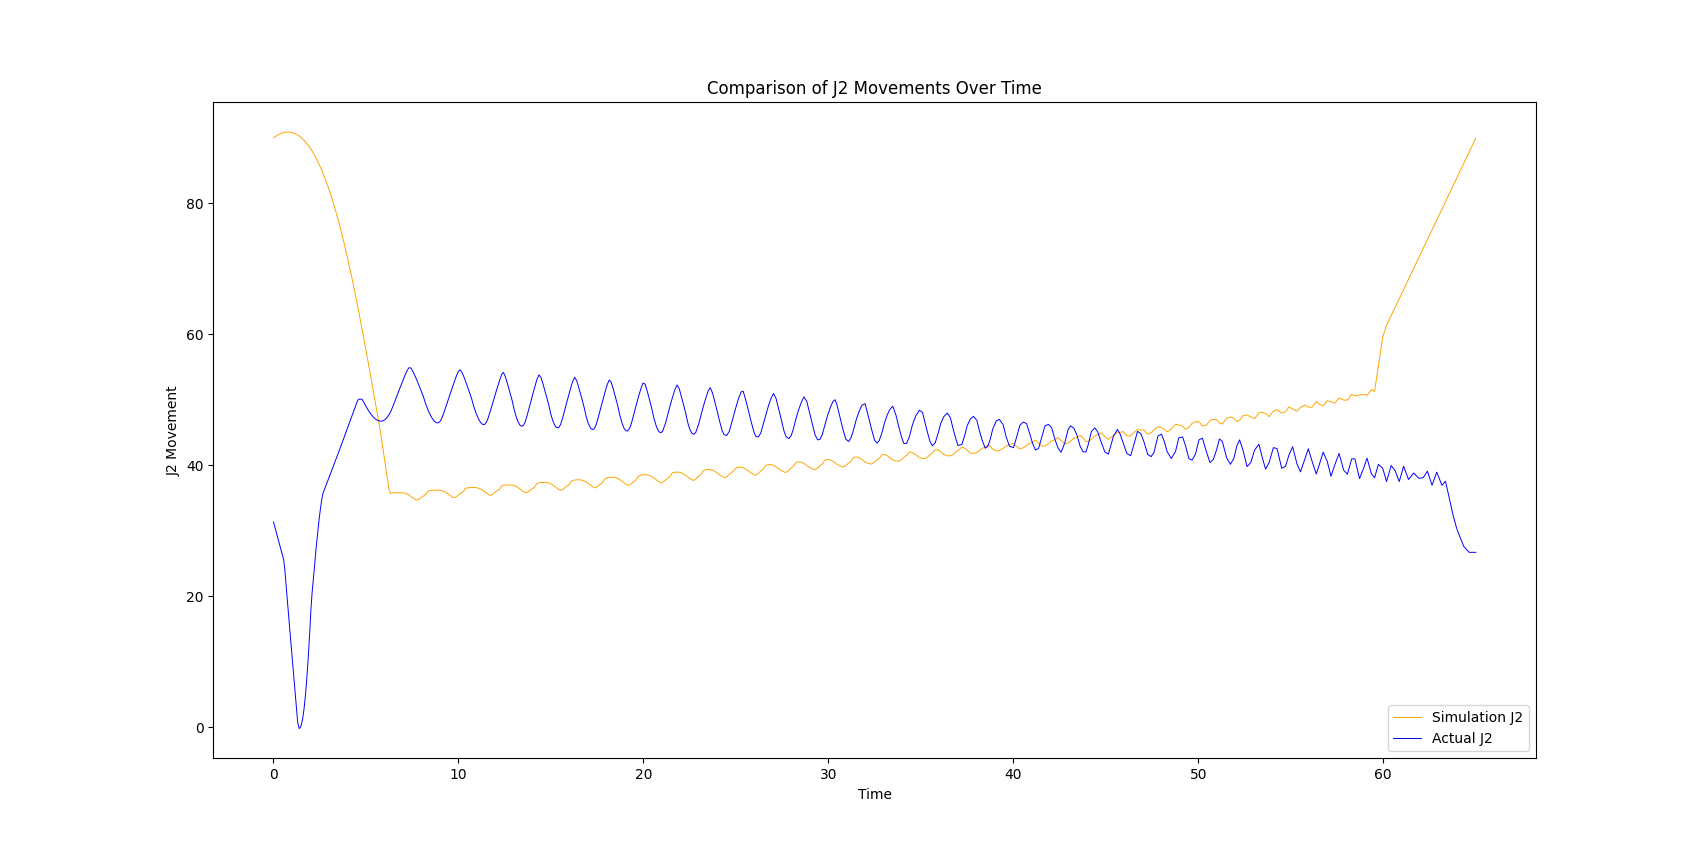 Comparison of J2 Movements Over Time
J2 Movement
80
60
40
20
0
0 10 20 30 40 50 60
Time
Simulation J2
Actual J2